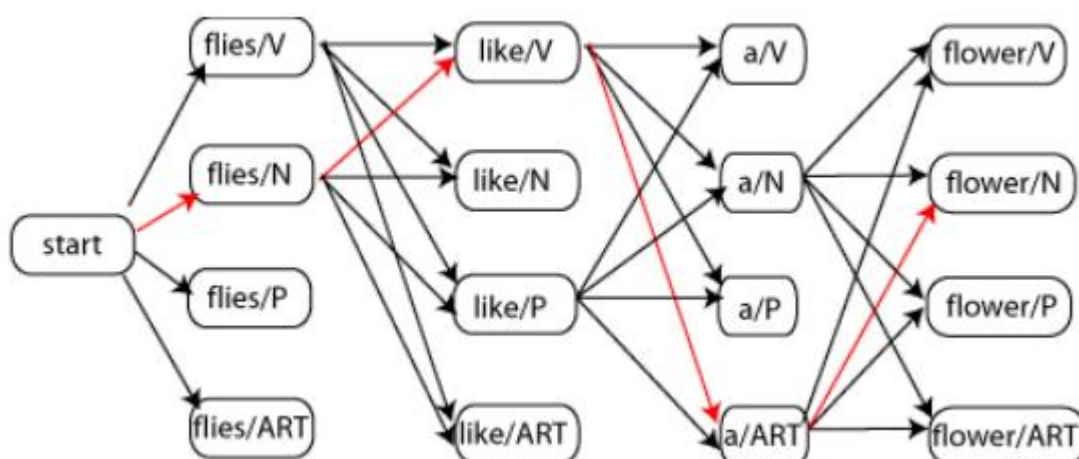 flies/V
like/V
a/V
flower/V
flies/N
like/N
a/N
flower/N
start
flies/P
like/P
a/P
flower/P
flies/ART
like/ART
a/ART
flower/ART